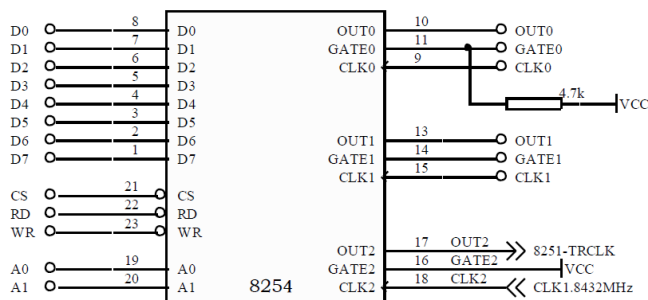 D0 8 D0 OUT0 10 OUT0
D1 7 D1 GATE0 11 GATE0
D2 6 D2 CLK0 9 CLK0
D3 5 D3
D4 4 D4 4.7k VCC
D5 3 D5
D6 2 D6 OUT1 13 OUT1
D7 1 D7 GATE1 14 GATE1
CLK1 15 CLK1
CS 21 CS
RD 22 RD
WR 23 WR
OUT2 17 OUT2 8251-TRCLK
A0 19 A0 GATE2 16 GATE2 VCC
A1 20 A1 8254 CLK2 18 CLK2 CLK1.8432MHz